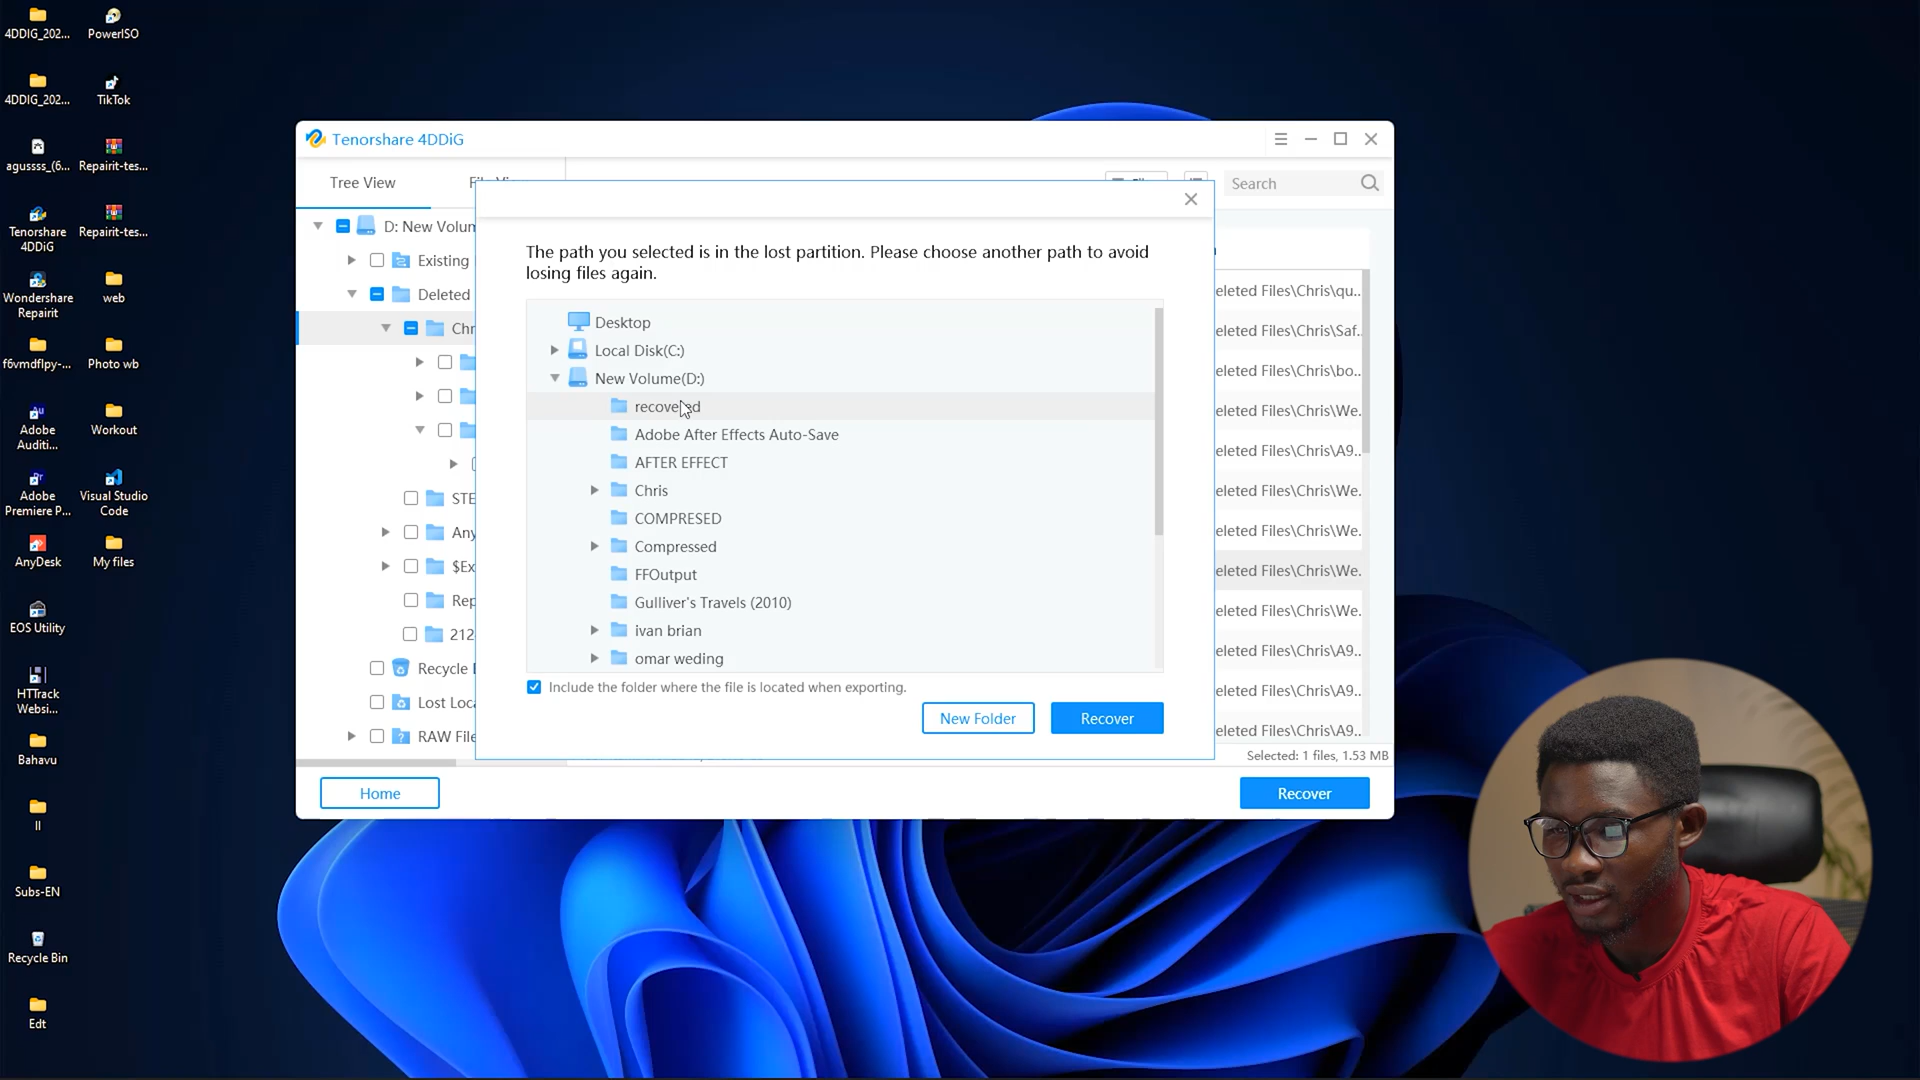 4DDIG_202...
PowerISO
4DDIG_202...
TikTok
agussss_(6...
Repairit-tes...
Tenorshare
4DDiG
Repairit-tes...
Wondershare
Repairit
web
f6vmdflpy-...
Photo wb
Adobe
Auditi...
Workout
Adobe
Premiere P...
Visual Studio
Code
AnyDesk
My files
EOS Utility
HTTrack
Websi...
Bahavu
II
Subs-EN
Recycle Bin
Edt
Tenorshare 4DDiG
Tree View
Search
D: New Volum
Existing
Deleted
Chr
STE
Any
$Ex
Rep
212
Recycle
Lost Loca
RAW File
The path you selected is in the lost partition. Please choose another path to avoid
losing files again.
Desktop
Local Disk(C:)
New Volume(D:)
recovered
Adobe After Effects Auto-Save
AFTER EFFECT
Chris
COMPRESED
Compressed
FFOutput
Gulliver's Travels (2010)
ivan brian
omar weding
Include the folder where the file is located when exporting.
New Folder
Recover
eleted Files\Chris\qu..
eleted Files\Chris\Saf..
eleted Files\Chris\bo..
eleted Files\Chris\We..
eleted Files\Chris\A9..
eleted Files\Chris\We.
eleted Files\Chris\We.
eleted Files\Chris\We.
eleted Files\Chris\We..
eleted Files\Chris\A9..
eleted Files\Chris\A9..
eleted Files\Chris\A9..
Selected: 1 files, 1.53 MB
Home
Recover